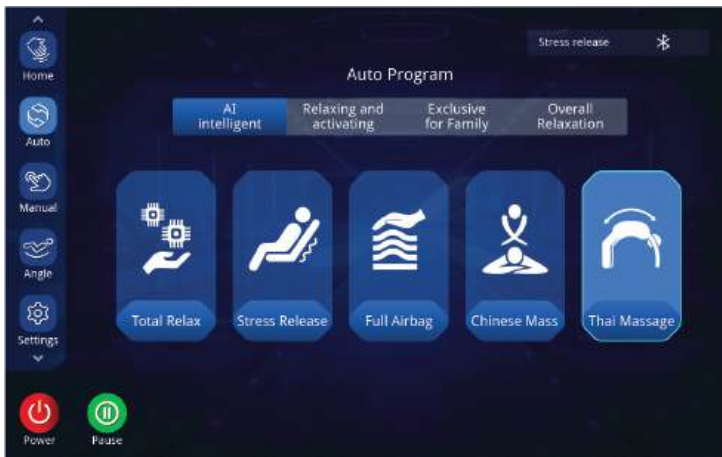 Stress release
Home
Auto Program
AI
intelligent
Relaxing and
activating
Exclusive
for Family
Overall
Relaxation
Auto
Manual
Angle
Settings
Total Relax
Stress Release
Full Airbag
Chinese Mass
Thai Massage
Power
Pause